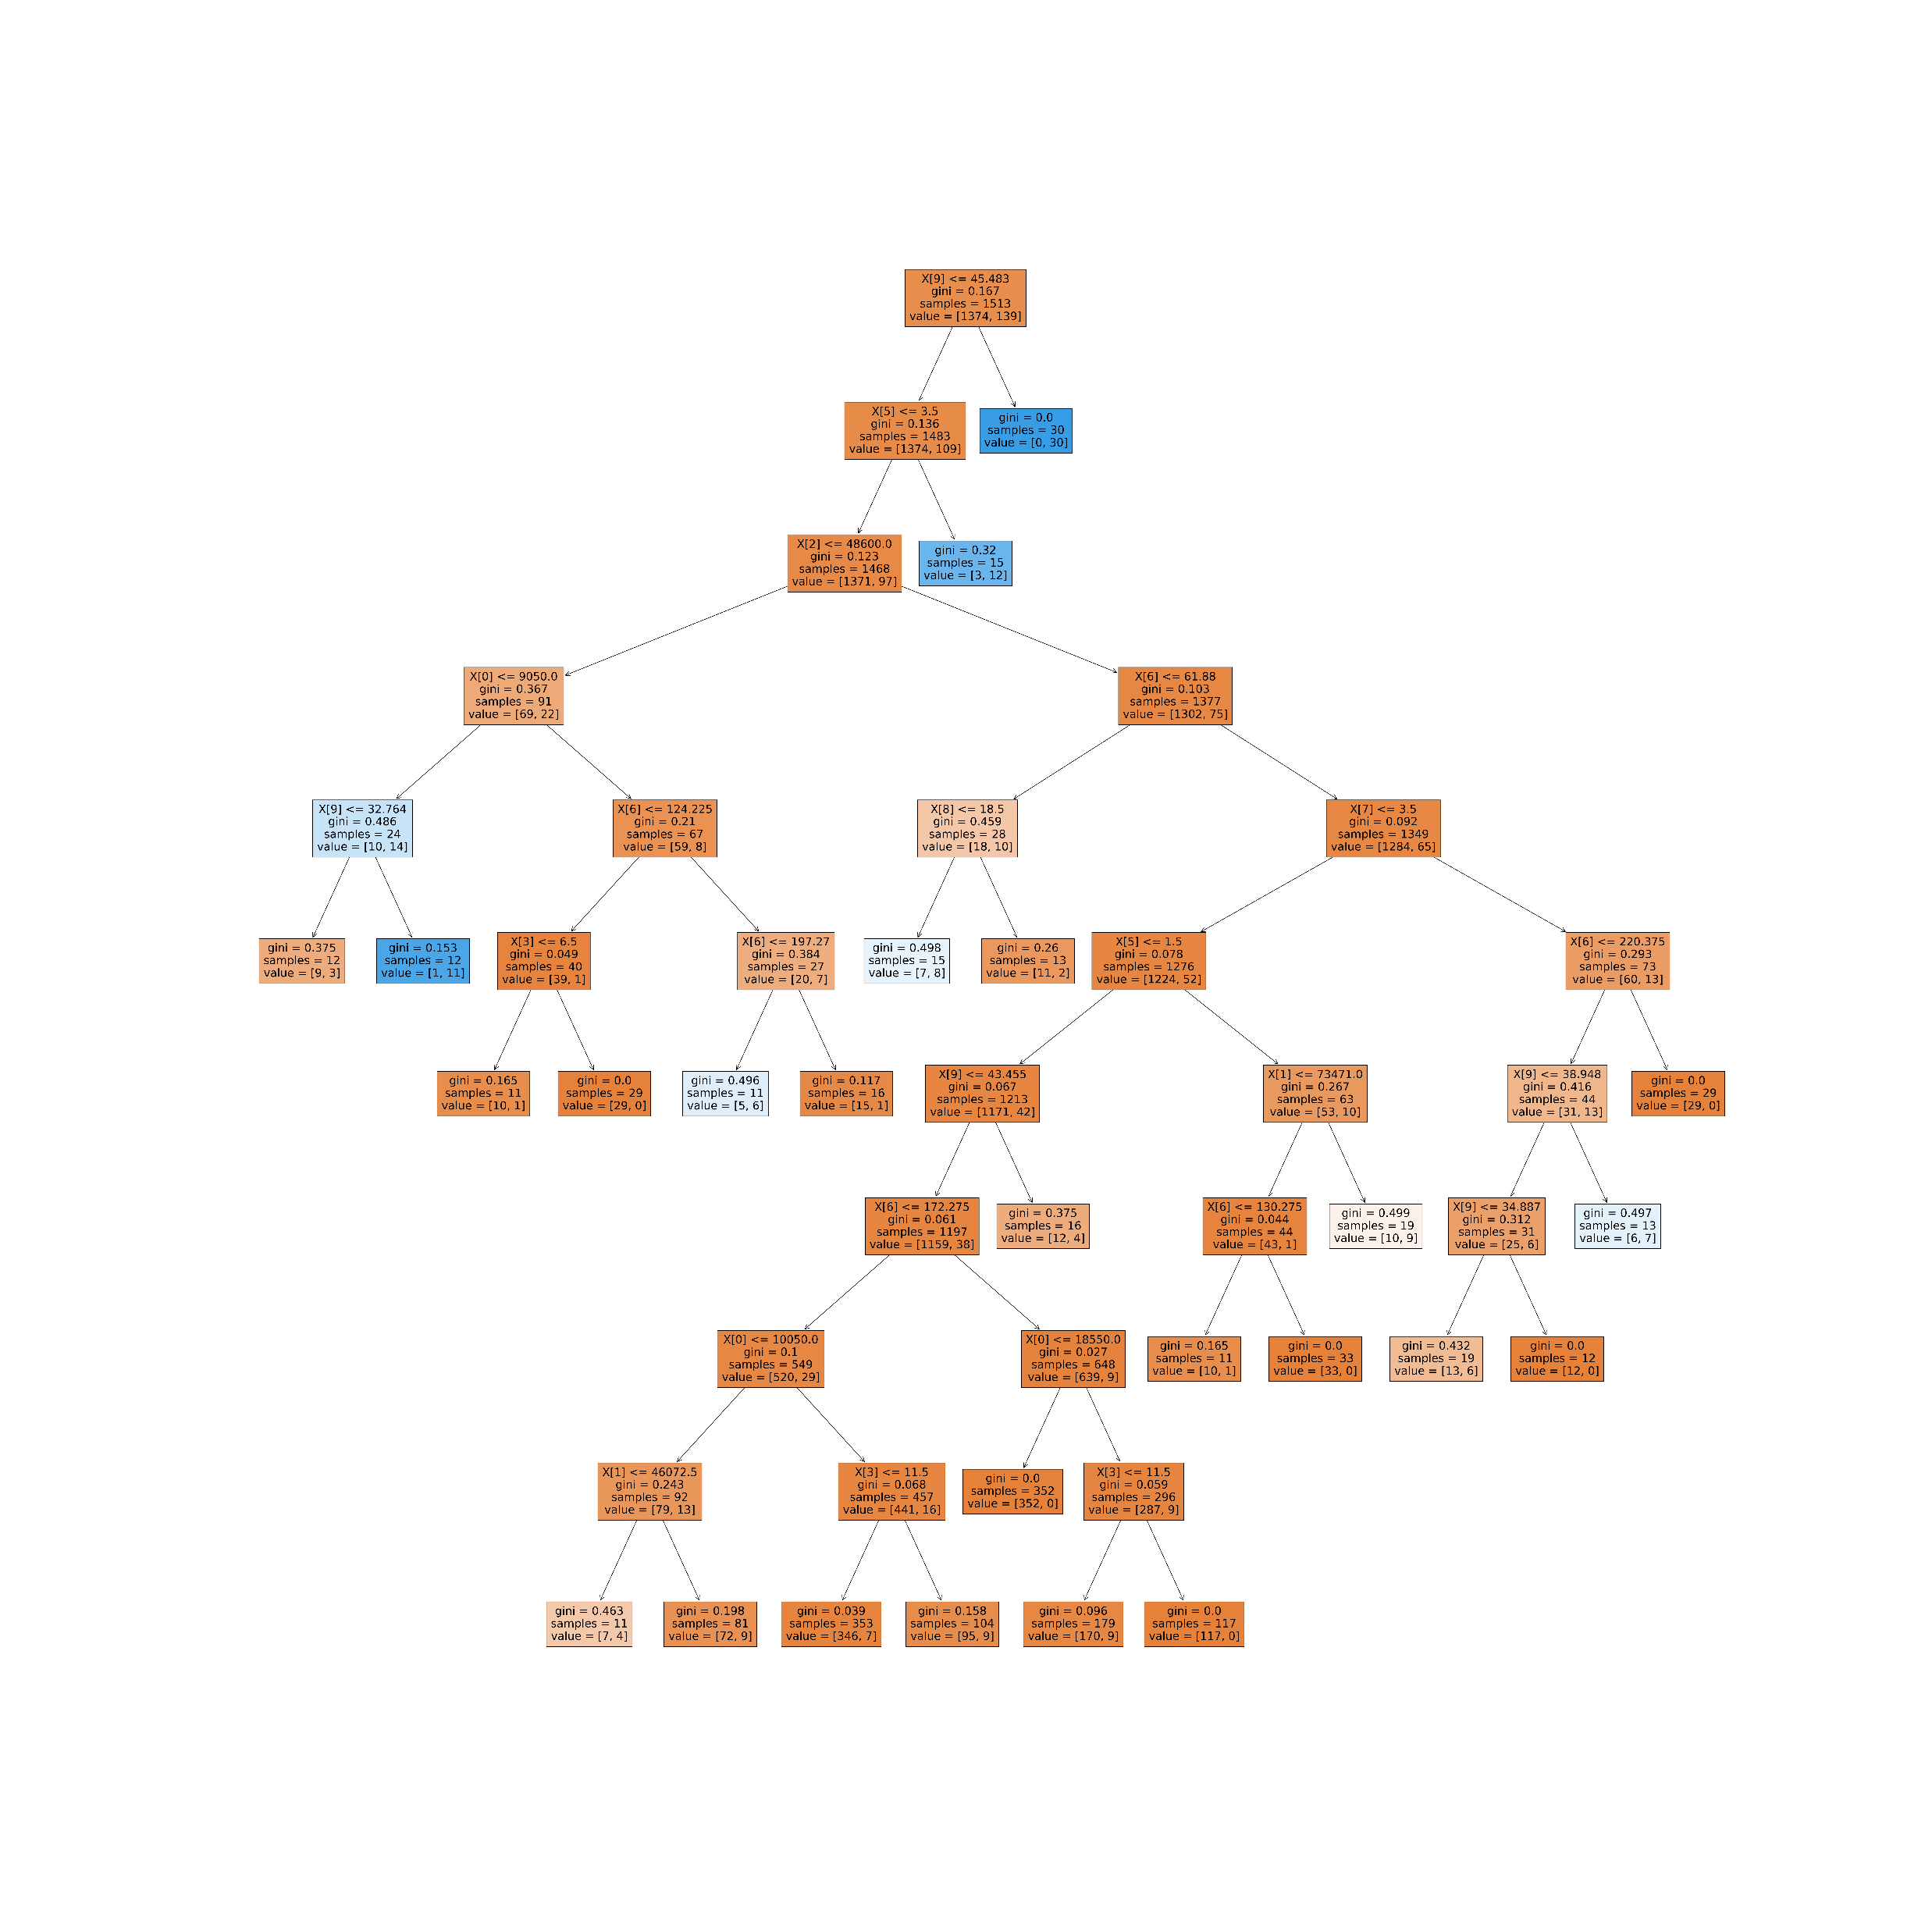 X[9] <= 45.483
gini = 0.167
samples = 1513
value = [1374, 139]
X[5] <= 3.5
gini = 0.136
samples = 1483
value = [1374, 109]
gini = 0.0
samples = 30
value = [0, 30]
X[2] <= 48600.0
gini = 0.123
samples = 1468
value = [1371, 97]
gini = 0.32
samples = 15
value = [3, 12]
X[0] <= 9050.0
gini = 0.367
samples = 91
value = [69, 22]
X[6] <= 61.88
gini = 0.103
samples = 1377
value = [1302, 75]
X[9] <= 32.764
gini = 0.486
samples = 24
value = [10, 14]
X[6] <= 124.225
gini = 0.21
samples = 67
value = [59, 8]
X[8] <= 18.5
gini = 0.459
samples = 28
value = [18, 10]
X[7] <= 3.5
gini = 0.092
samples = 1349
value = [1284, 65]
gini = 0.375
samples = 12
value = [9, 3]
gini = 0.153
samples = 12
value = [1, 11]
X[3] <= 6.5
gini = 0.049
samples = 40
value = [39, 1]
X[6] <= 197.27
gini = 0.384
samples = 27
value = [20, 7]
gini = 0.498
samples = 15
value = [7, 8]
gini = 0.26
samples = 13
value = [11, 2]
X[5] <= 1.5
gini = 0.078
samples = 1276
value = [1224, 52]
X[6] <= 220.375
gini = 0.293
samples = 73
value = [60, 13]
gini = 0.165
samples = 11
value = [10, 1]
gini = 0.0
samples = 29
value = [29, 0]
gini = 0.496
samples = 11
value = [5, 6]
gini = 0.117
samples = 16
value = [15, 1]
X[9] <= 43.455
gini = 0.067
samples = 1213
value = [1171, 42]
X[1] <= 73471.0
gini = 0.267
samples = 63
value = [53, 10]
X[9] <= 38.948
gini = 0.416
samples = 44
value = [31, 13]
gini = 0.0
samples = 29
value = [29, 0]
X[6] <= 172.275
gini = 0.061
samples = 1197
value = [1159, 38]
gini = 0.375
samples = 16
value = [12, 4]
X[6] <= 130.275
gini = 0.044
samples = 44
value = [43, 1]
gini = 0.499
samples = 19
value = [10, 9]
X[9] <= 34.887
gini = 0.312
samples = 31
value = [25, 6]
gini = 0.497
samples = 13
value = [6, 7]
X[0] <= 10050.0
gini = 0.1
samples = 549
value = [520, 29]
X[0] <= 18550.0
gini = 0.027
samples = 648
value = [639, 9]
gini = 0.165
samples = 11
value = [10, 1]
gini = 0.0
samples = 33
value = [33, 0]
gini = 0.432
samples = 19
value = [13, 6]
gini = 0.0
samples = 12
value = [12, 0]
X[1] <= 46072.5
gini = 0.243
samples = 92
value = [79, 13]
X[3] <= 11.5
gini = 0.068
samples = 457
value = [441, 16]
gini = 0.0
samples = 352
value = [352, 0]
X[3] <= 11.5
gini = 0.059
samples = 296
value = [287, 9]
gini = 0.463
samples = 11
value = [7, 4]
gini = 0.198
samples = 81
value = [72, 9]
gini = 0.039
samples = 353
value = [346, 7]
gini = 0.158
samples = 104
value = [95, 9]
gini = 0.096
samples = 179
value = [170, 9]
gini = 0.0
samples = 117
value = [117, 0]